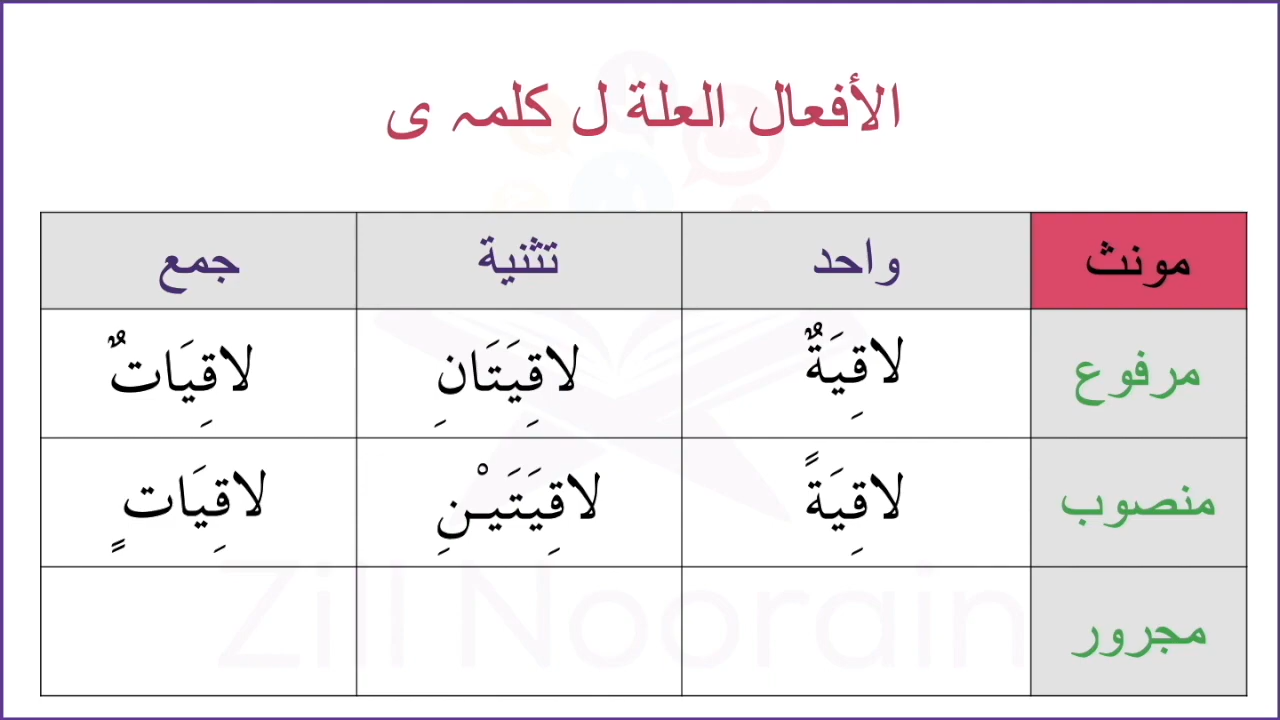 الأفعال العلة ل كلمہ ى
مونث واحد تثنية جمع
مرفوع لاقِيَةٌ لاقِيَتَانِ لاقِيَاتٌ
منصوب لاقِيَةً لاقِيَتَيْـنِ لاقِيَاتٍ
مجرور
Zill Noorain